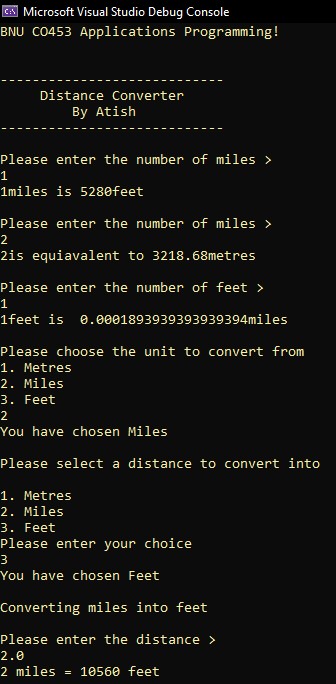 Microsoft Visual Studio Debug Console
BNU CO453 Applications Programming!
----------------------------
Distance Converter
By Atish
----------------------------
Please enter the number of miles >
1
1miles is 5280feet
Please enter the number of miles >
2
2is equiavalent to 3218.68metres
Please enter the number of feet >
1
1feet is  0.0001893939393939394miles
Please choose the unit to convert from
1. Metres
2. Miles
3. Feet
2
You have chosen Miles
Please select a distance to convert into
1. Metres
2. Miles
3. Feet
Please enter your choice
3
You have chosen Feet
Converting miles into feet
Please enter the distance >
2.0
2 miles = 10560 feet